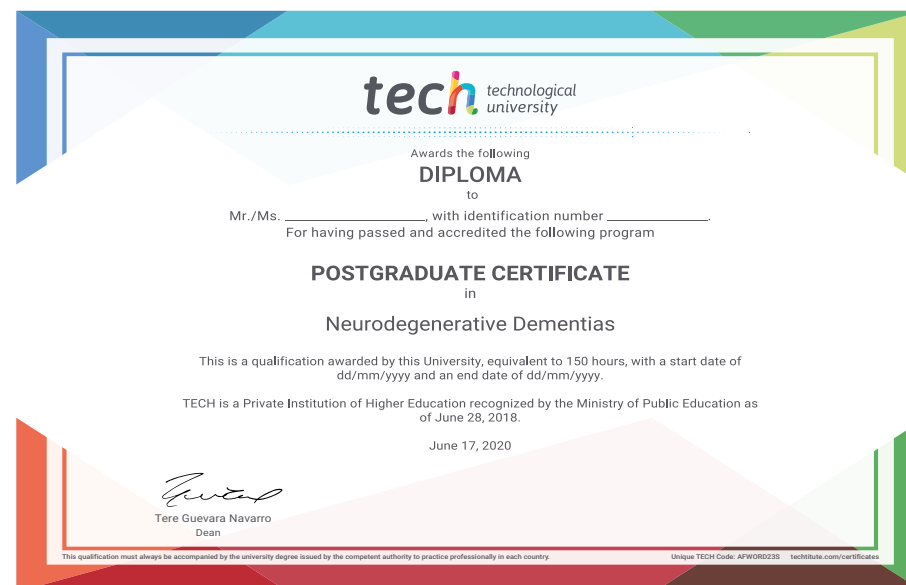 tech technological
university
Awards the following
DIPLOMA
to
Mr./Ms. ____________________, with identification number ______________.
For having passed and accredited the following program
POSTGRADUATE CERTIFICATE
in
Neurodegenerative Dementias
This is a qualification awarded by this University, equivalent to 150 hours, with a start date of
dd/mm/yyyy and an end date of dd/mm/yyyy.
TECH is a Private Institution of Higher Education recognized by the Ministry of Public Education as
of June 28, 2018.
June 17, 2020
Tere Guevara Navarro
Dean
This qualification must always be accompanied by the university degree issued by the competent authority to practice professionally in each country.
Unique TECH Code: AFWORD23S techtitute.com/certificates